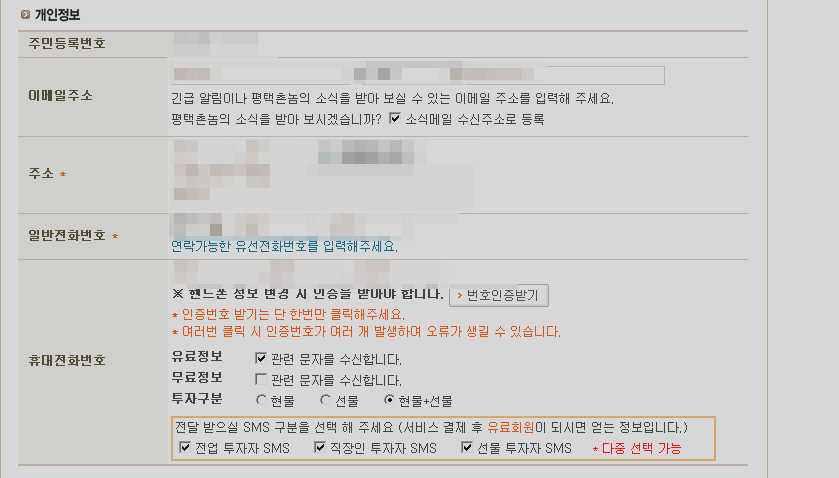 개인정보
주민등록번호
이메일주소
긴급 알림이나 평택촌놈의 소식을 받아 보실 수 있는 이메일 주소를 입력해 주세요.
평택촌놈의 소식을 받아 보시겠습니까? 소식메일 수신주소로 등록
주소 *
일반전화번호 *
연락가능한 유선전화번호를 입력해주세요.
휴대전화번호
※ 핸드폰 정보 변경 시 인증을 받아야 합니다. › 번호인증받기
* 인증번호 받기는 단 한번만 클릭해주세요.
* 여러번 클릭 시 인증번호가 여러 개 발생하여 오류가 생길 수 있습니다.
유료정보 관련 문자를 수신합니다.
무료정보 관련 문자를 수신합니다.
투자구분 현물 선물 현물+선물
전달 받으실 SMS 구분을 선택 해 주세요 (서비스 결제 후 유료회원이 되시면 얻는 정보입니다.)
전업 투자자 SMS 직장인 투자자 SMS 선물 투자자 SMS * 다중 선택 가능